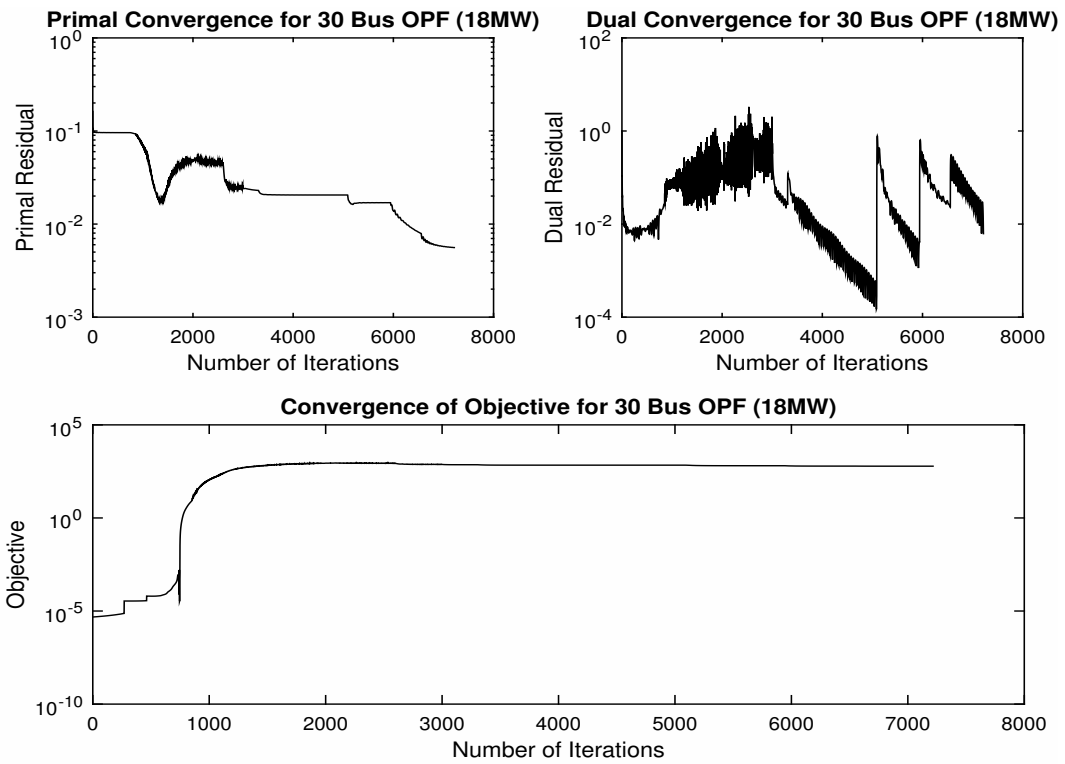 Primal Convergence for 30 Bus OPF (18MW)
10^0
10^-1
10^-2
10^-3
Primal Residual
0 2000 4000 6000 8000
Number of Iterations
Dual Convergence for 30 Bus OPF (18MW)
10^2
10^0
10^-2
10^-4
Dual Residual
0 2000 4000 6000 8000
Number of Iterations
Convergence of Objective for 30 Bus OPF (18MW)
10^5
10^0
10^-5
10^-10
Objective
0 1000 2000 3000 4000 5000 6000 7000 8000
Number of Iterations